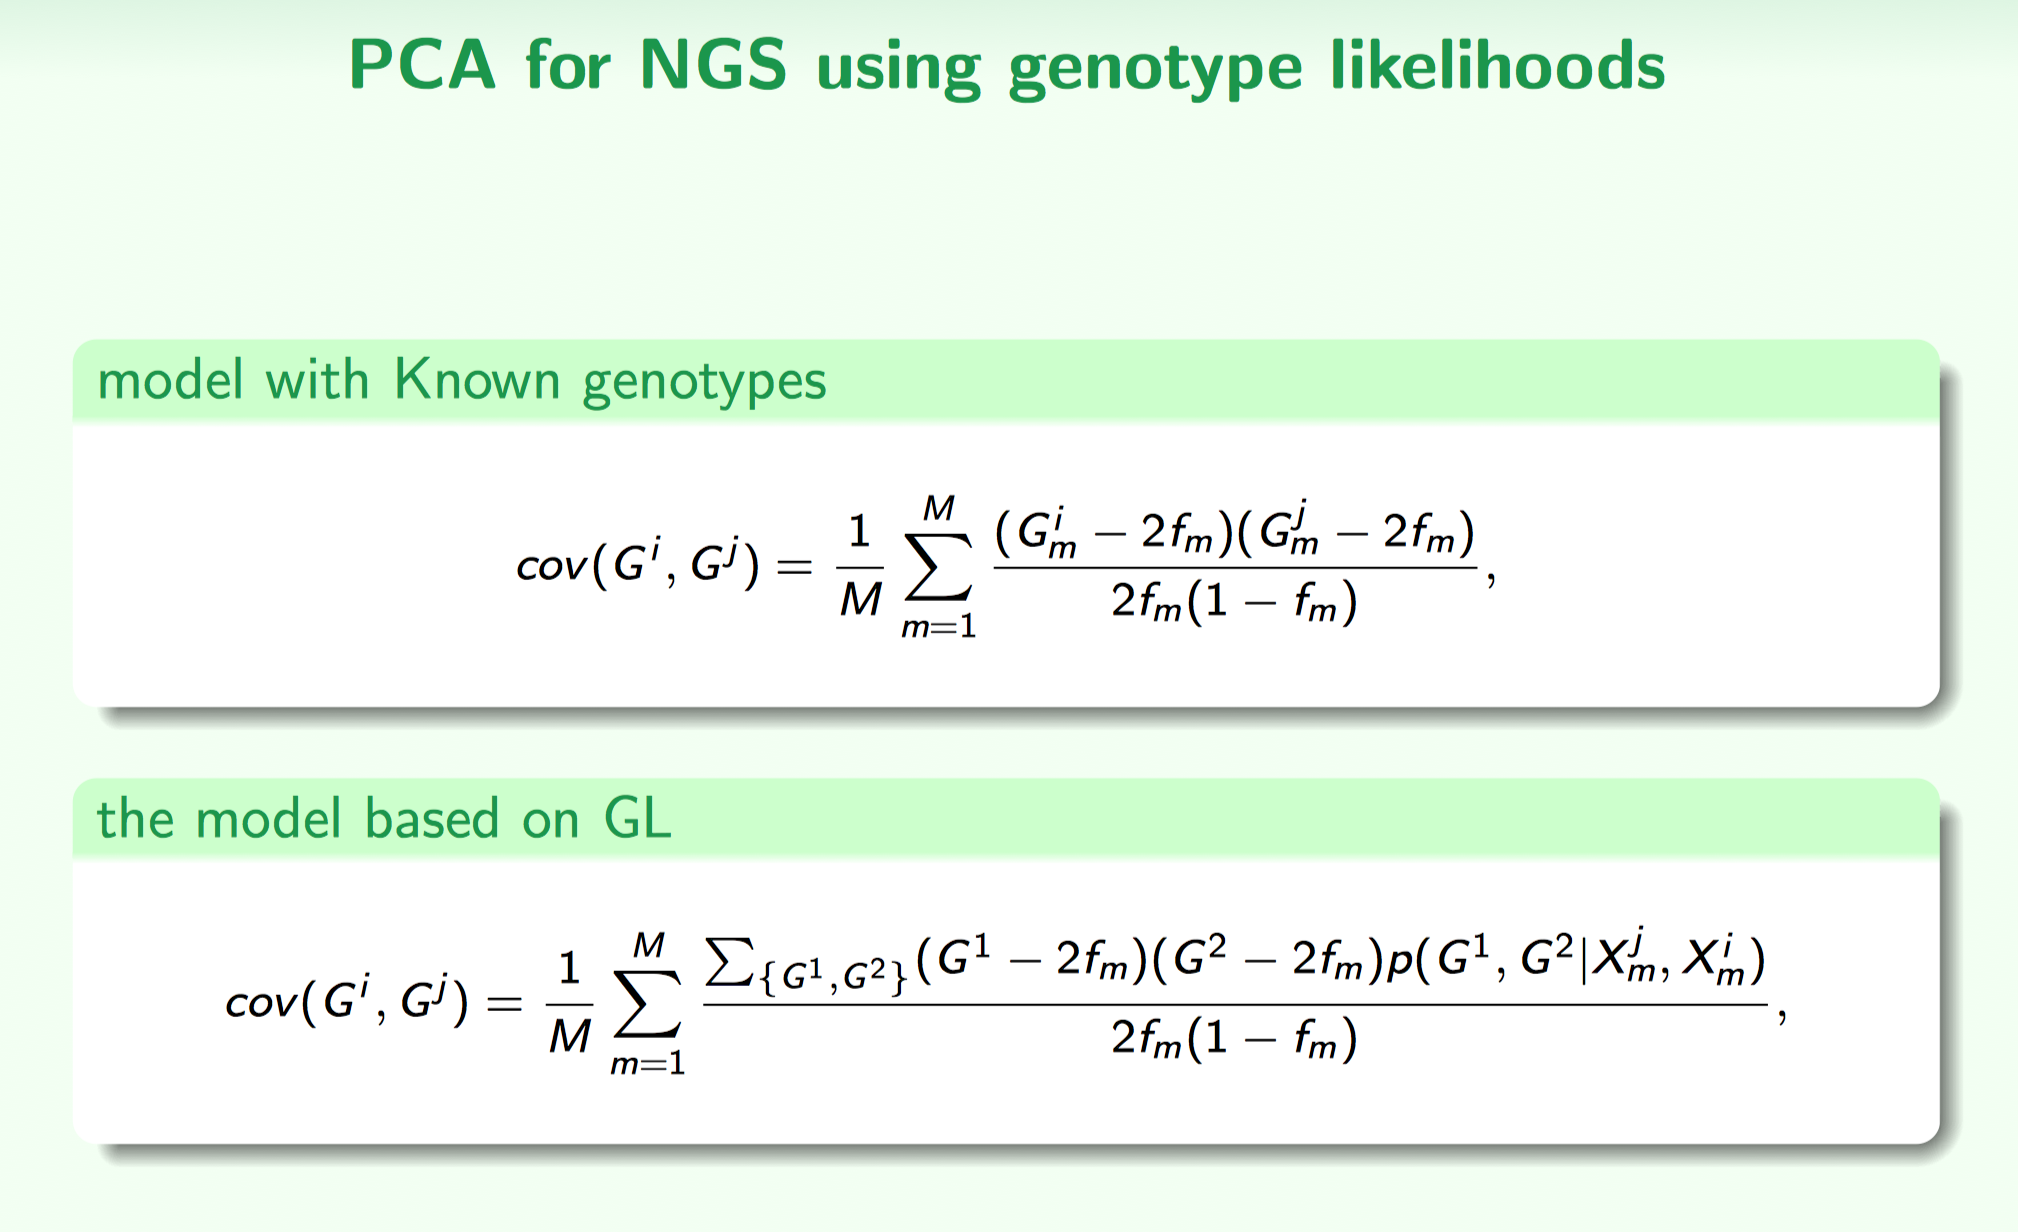 PCA for NGS using genotype likelihoods
model with Known genotypes
$cov(G^i, G^j) = \frac{1}{M} \sum_{m=1}^{M} \frac{(G_m^i - 2f_m)(G_m^j - 2f_m)}{2f_m(1 - f_m)},$
the model based on GL
$cov(G^i, G^j) = \frac{1}{M} \sum_{m=1}^{M} \frac{\sum_{\{G^1, G^2\}} (G^1 - 2f_m)(G^2 - 2f_m)p(G^1, G^2|X_m^j, X_m^i)}{2f_m(1 - f_m)},$